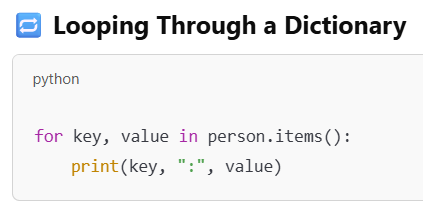 🔁 Looping Through a Dictionary
python
for key, value in person.items():
    print(key, ":", value)